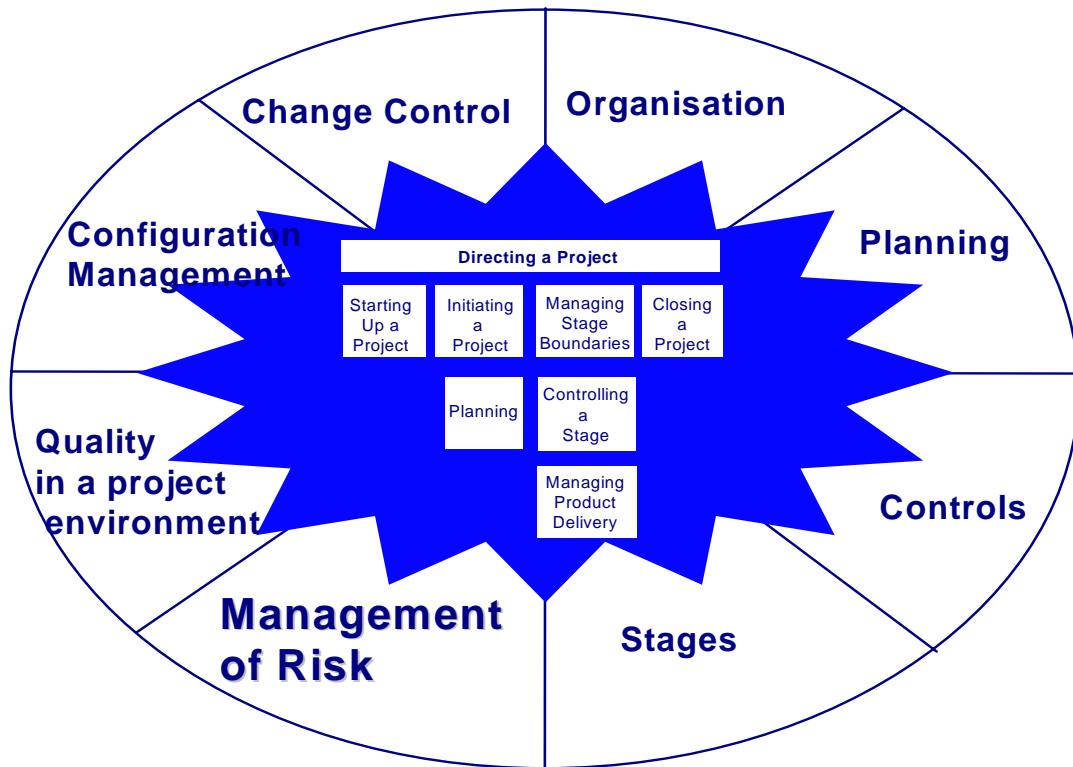 Change Control
Organisation
Configuration
Management
Planning
Directing a Project
Starting
Up a
Project
Initiating
a
Project
Managing
Stage
Boundaries
Closing
a
Project
Planning
Controlling
a
Stage
Quality
in a project
environment
Managing
Product
Delivery
Controls
Management
of Risk
Stages